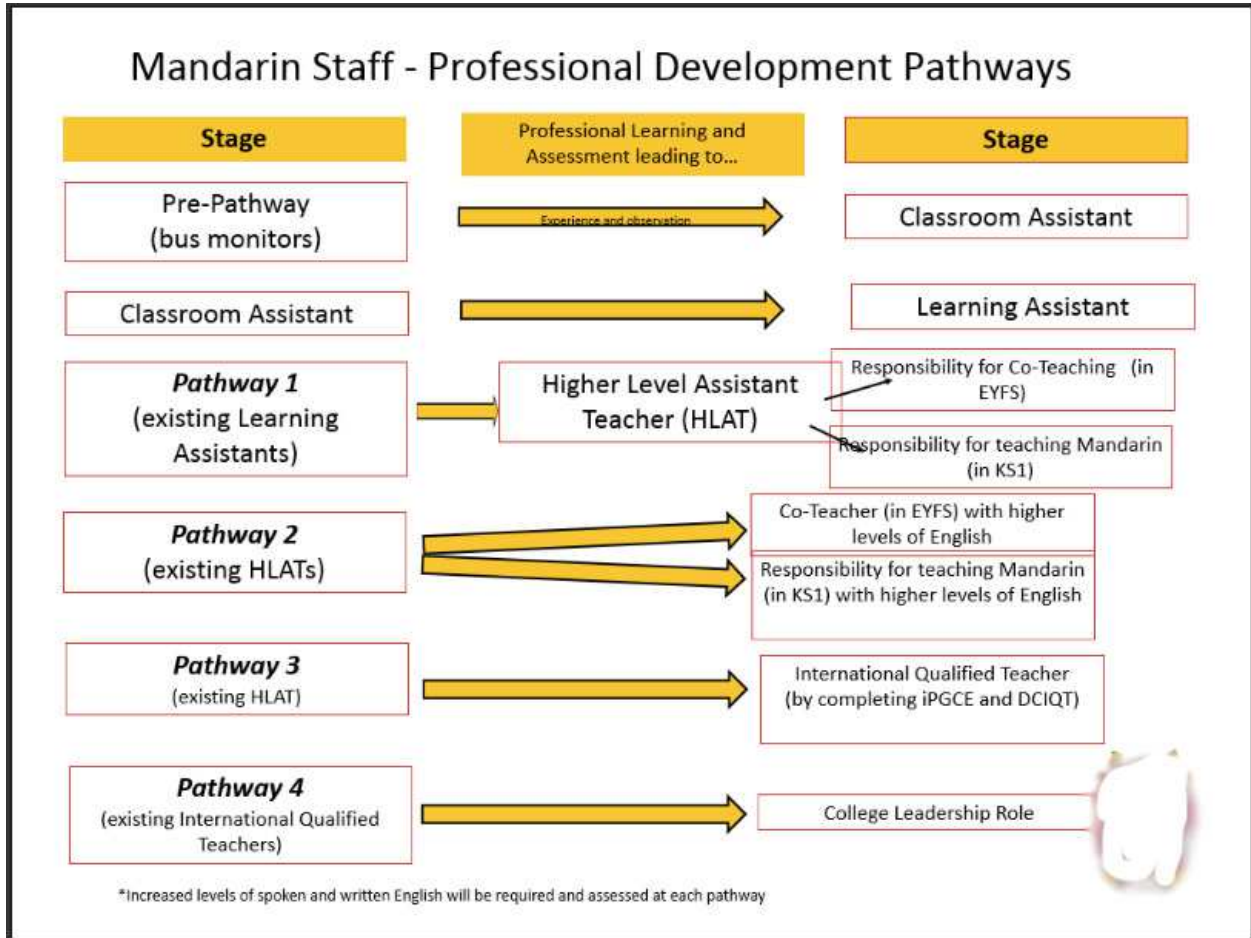 Mandarin Staff - Professional Development Pathways
Stage
Professional Learning and
Assessment leading to...
Stage
Pre-Pathway
(bus monitors)
Experience and observation
Classroom Assistant
Classroom Assistant
Learning Assistant
Pathway 1
(existing Learning
Assistants)
Higher Level Assistant
Teacher (HLAT)
Responsibility for Co-Teaching (in
EYFS)
Responsibility for teaching Mandarin
(in KS1)
Pathway 2
(existing HLATs)
Co-Teacher (in EYFS) with higher
levels of English
Responsibility for teaching Mandarin
(in KS1) with higher levels of English
Pathway 3
(existing HLAT)
International Qualified Teacher
(by completing iPGCE and DCIQT)
Pathway 4
(existing International Qualified
Teachers)
College Leadership Role
*Increased levels of spoken and written English will be required and assessed at each pathway